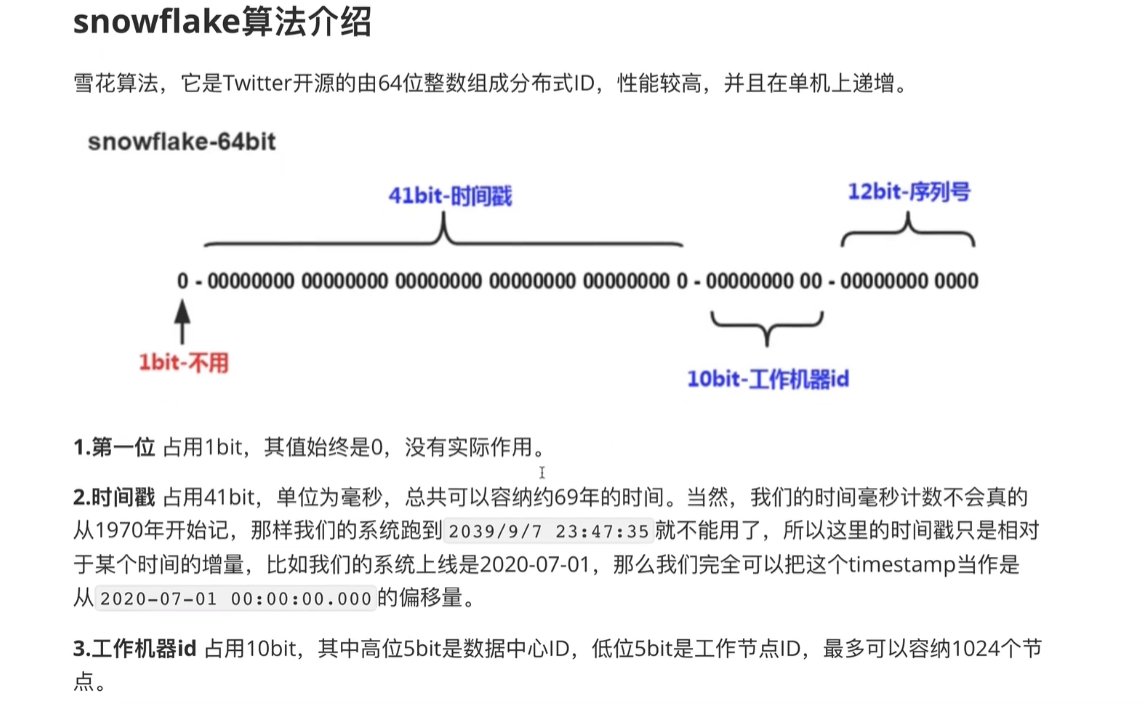 snowflake算法介绍
雪花算法，它是Twitter开源的由64位整数组成分布式ID，性能较高，并且在单机上递增。
snowflake-64bit
41bit-时间戳
12bit-序列号
0 - 00000000 00000000 00000000 00000000 00000000 0 - 00000000 00 - 00000000 0000
1bit-不用
10bit-工作机器id
1.第一位 占用1bit，其值始终是0，没有实际作用。
2.时间戳 占用41bit，单位为毫秒，总共可以容纳约69年的时间。当然，我们的时间毫秒计数不会真的
从1970年开始记，那样我们的系统跑到 2039/9/7 23:47:35 就不能用了，所以这里的时间戳只是相对
于某个时间的增量，比如我们的系统上线是2020-07-01，那么我们完全可以把这个timestamp当作是
从 2020-07-01 00:00:00.000 的偏移量。
3.工作机器id 占用10bit，其中高位5bit是数据中心ID，低位5bit是工作节点ID，最多可以容纳1024个节
点。